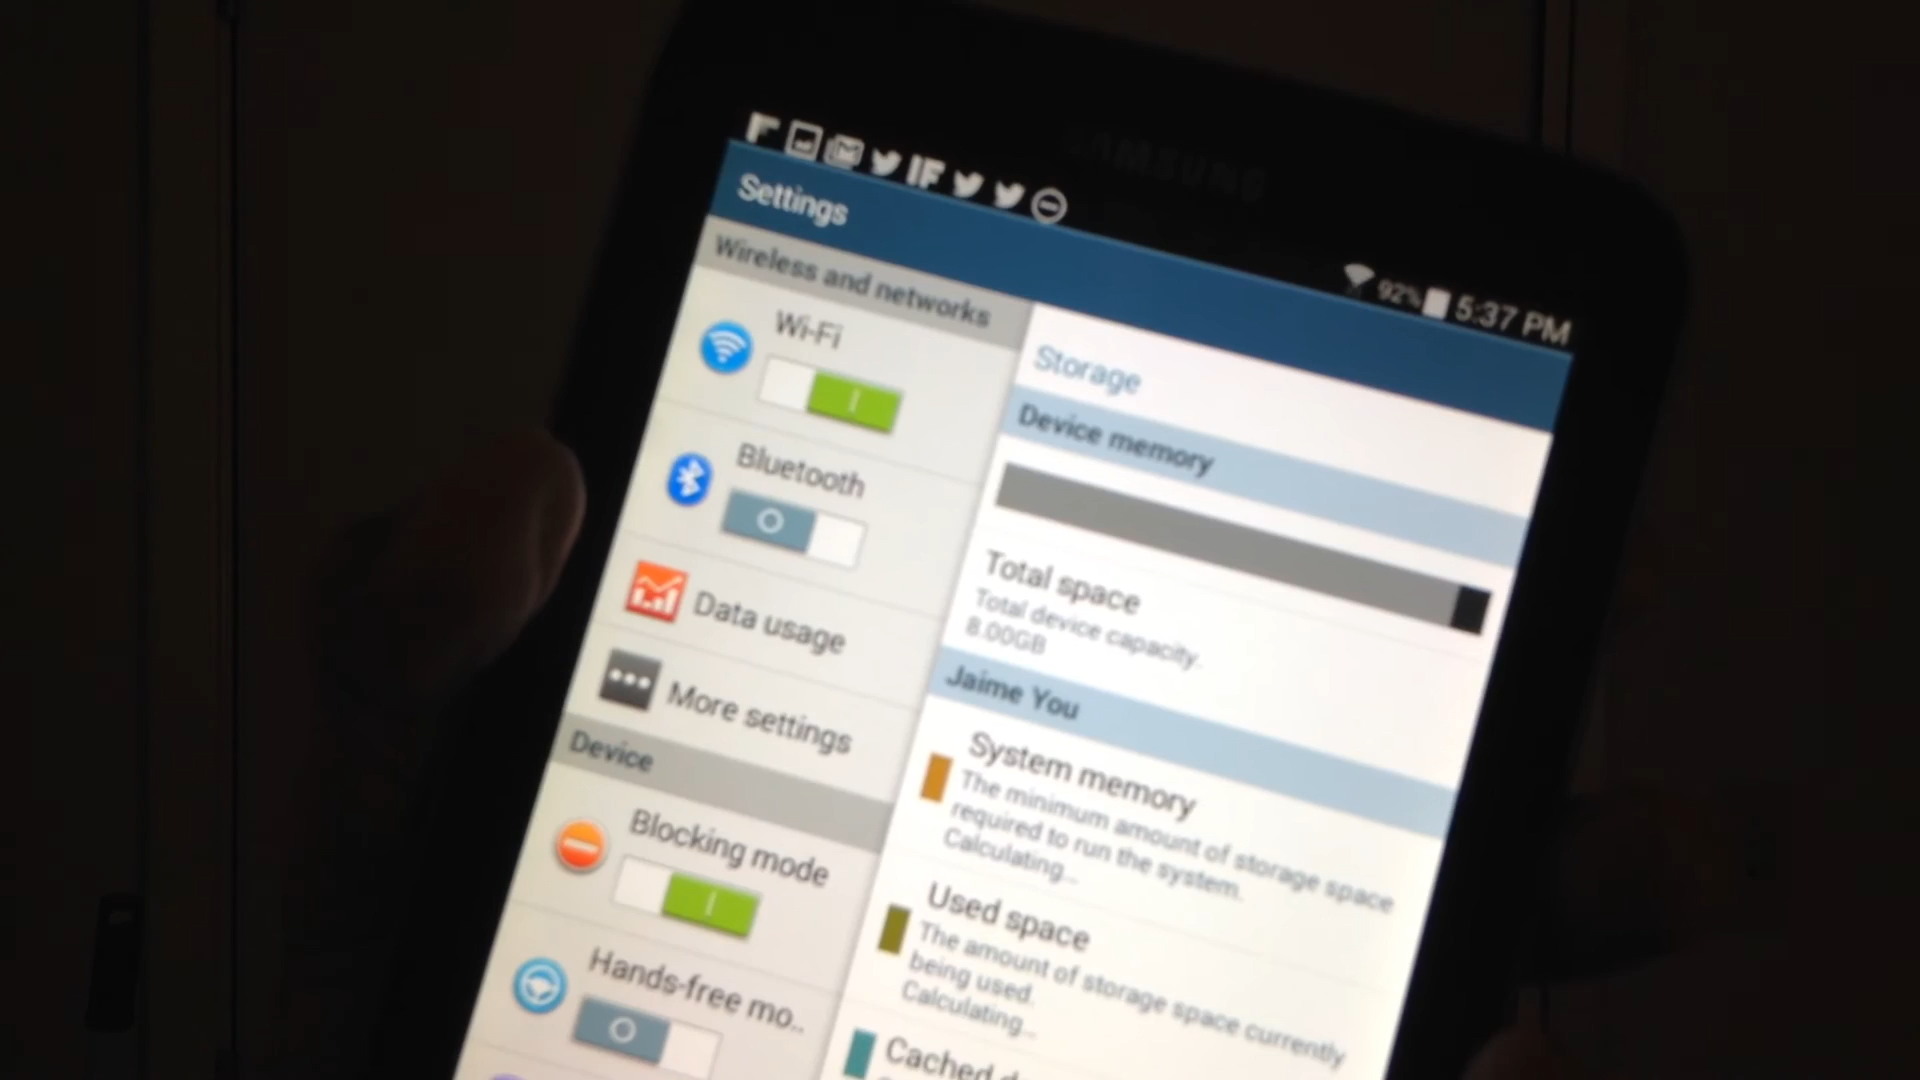 SAMSUNG
92% 5:37 PM
Settings
Wireless and networks
Wi-Fi
Bluetooth
Data usage
More settings
Device
Blocking mode
Hands-free mo..
Storage
Device memory
Total space
Total device capacity.
8.00GB
Jaime You
System memory
The minimum amount of storage space
required to run the system.
Calculating...
Used space
The amount of storage space currently
being used.
Calculating...
Cached d